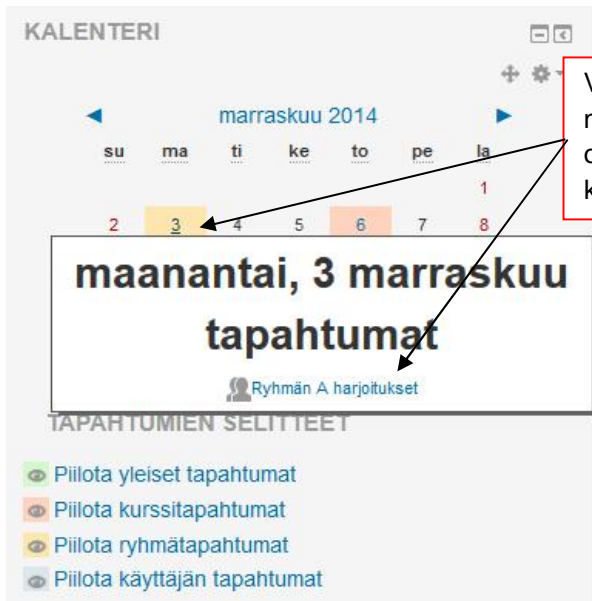 KALENTERI
marraskuu 2014
su ma ti ke to pe la
1
2 3 4 5 6 7 8
maanantai, 3 marraskuu
tapahtumat
Ryhmän A harjoitukset
TAPAHTUMIEN SELITTEET
Piilota yleiset tapahtumat
Piilota kurssitapahtumat
Piilota ryhmätapahtumat
Piilota käyttäjän tapahtumat